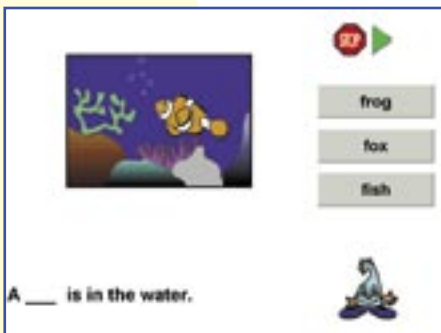 STOP
frog
fox
fish
A ___ is in the water.